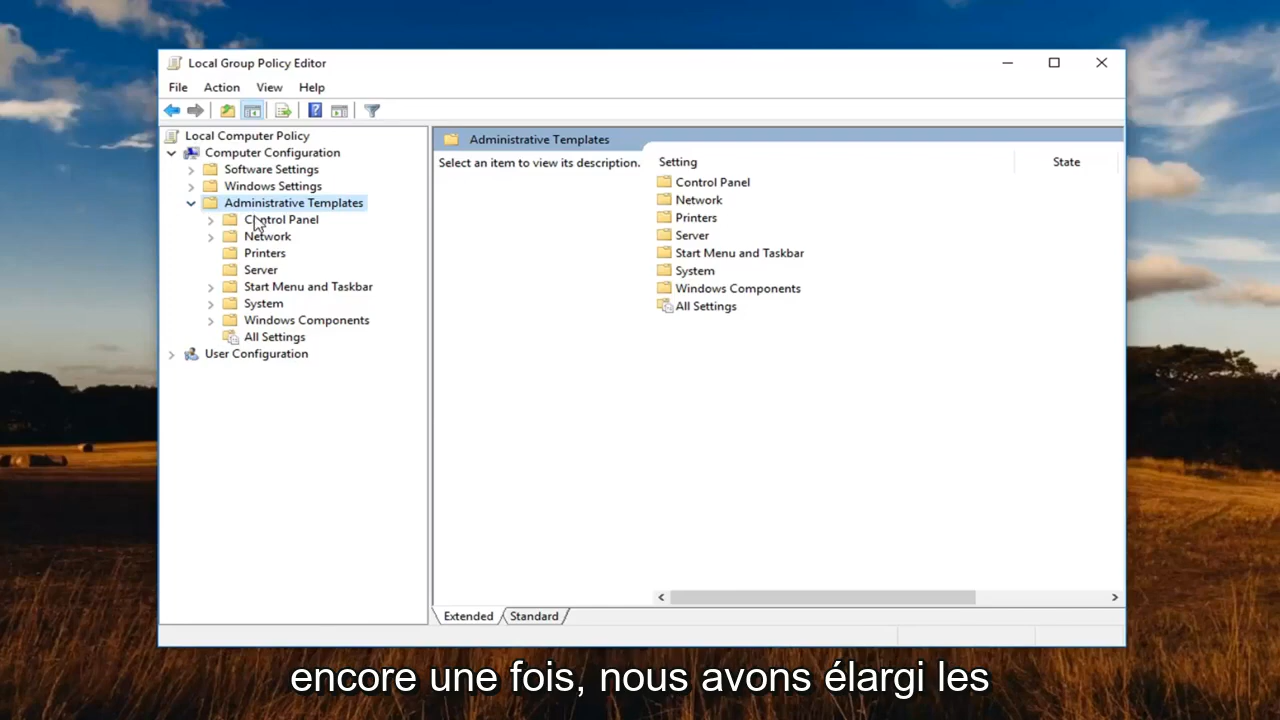 Local Group Policy Editor
File Action View Help
Local Computer Policy
Computer Configuration
Software Settings
Windows Settings
Administrative Templates
Control Panel
Network
Printers
Server
Start Menu and Taskbar
System
Windows Components
All Settings
User Configuration
Administrative Templates
Select an item to view its description.
Setting State
Control Panel
Network
Printers
Server
Start Menu and Taskbar
System
Windows Components
All Settings
Extended Standard
encore une fois, nous avons élargi les